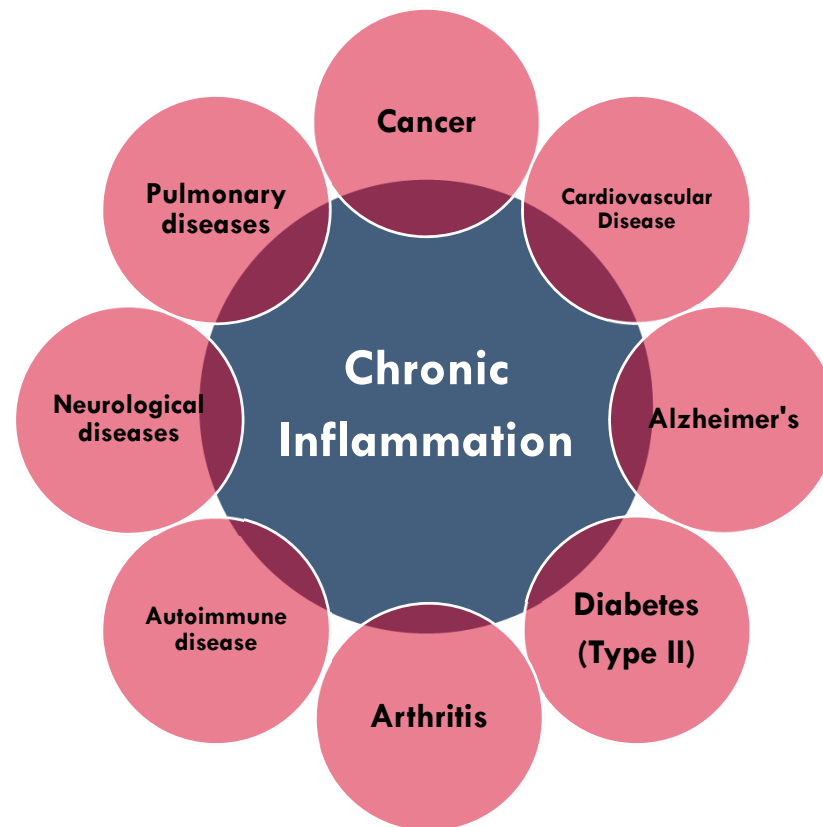 Cancer
Pulmonary
diseases
Cardiovascular
Disease
Chronic
Inflammation
Neurological
diseases
Alzheimer's
Autoimmune
disease
Diabetes
(Type II)
Arthritis